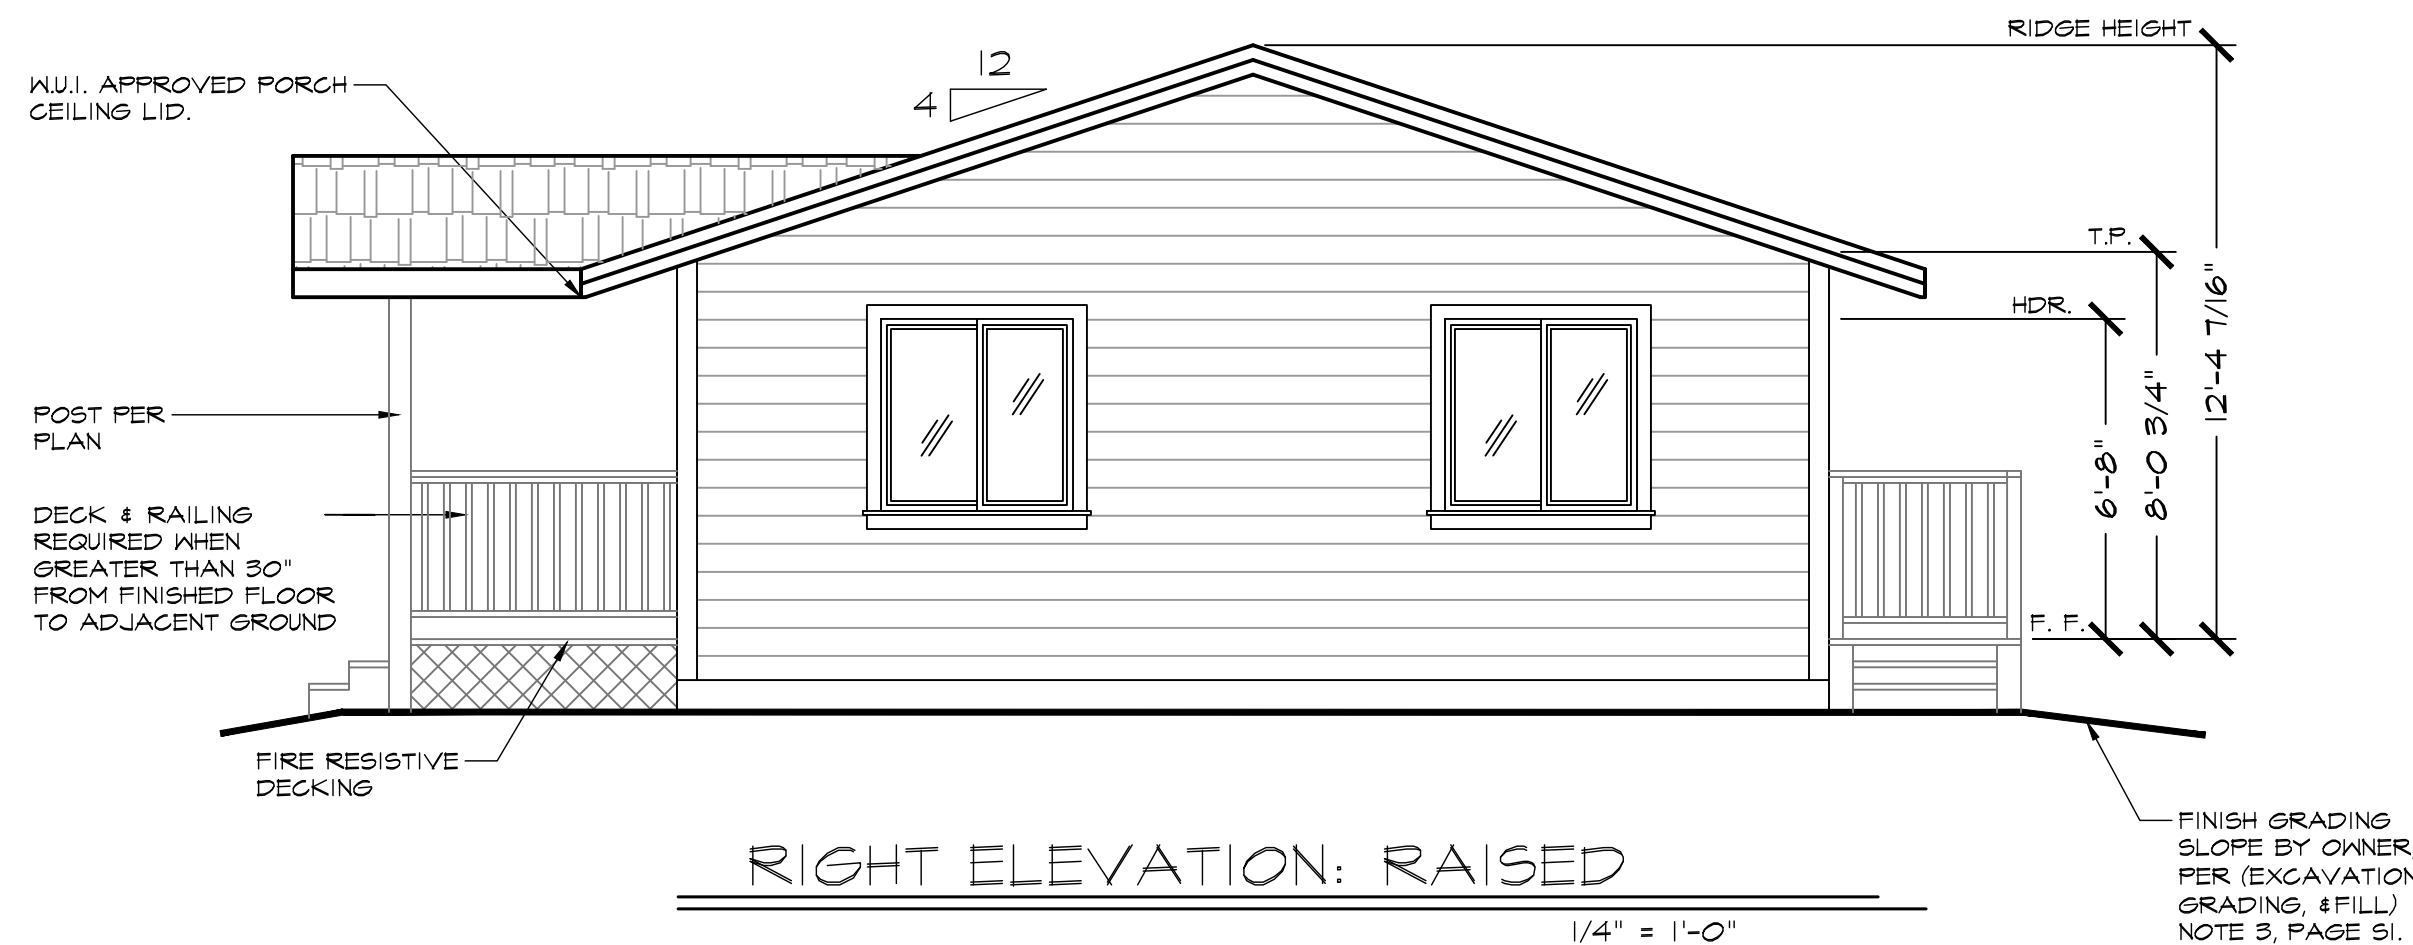 RIDGE HEIGHT
12
W.U.I. APPROVED PORCH
CEILING LID.
4
T.P.
HDR.
12'-4 7/16"
8'-0 3/4"
6'-8"
POST PER
PLAN
DECK & RAILING
REQUIRED WHEN
GREATER THAN 30"
FROM FINISHED FLOOR
TO ADJACENT GROUND
F. F.
FIRE RESISTIVE
DECKING
FINISH GRADING
SLOPE BY OWNER,
PER (EXCAVATION
GRADING, &FILL)
NOTE 3, PAGE S1.
RIGHT ELEVATION: RAISED
1/4" = 1'-0"